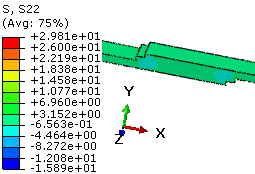 S, S22
(Avg: 75%)
+2.981e+01
+2.600e+01
+2.219e+01
+1.838e+01
+1.458e+01
+1.077e+01
+6.960e+00
+3.152e+00
-6.563e-01
-4.464e+00
-8.272e+00
-1.208e+01
-1.589e+01
Y
X
Z